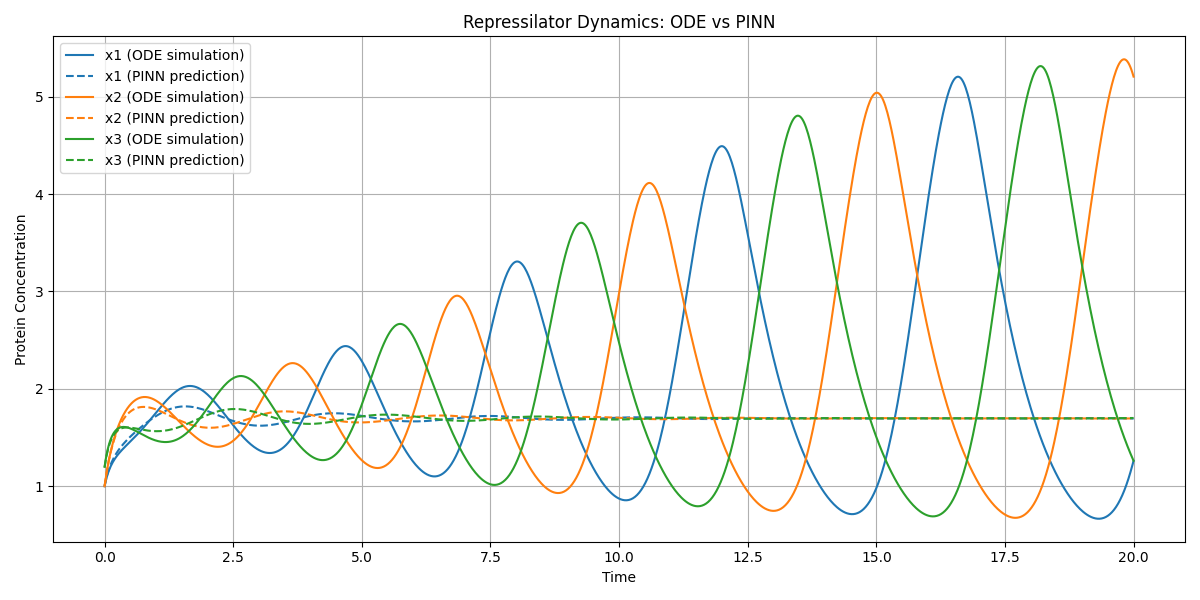 Repressilator Dynamics: ODE vs PINN
x1 (ODE simulation)
x1 (PINN prediction)
x2 (ODE simulation)
x2 (PINN prediction)
x3 (ODE simulation)
x3 (PINN prediction)
Protein Concentration
5
4
3
2
1
0.0 2.5 5.0 7.5 10.0 12.5 15.0 17.5 20.0
Time